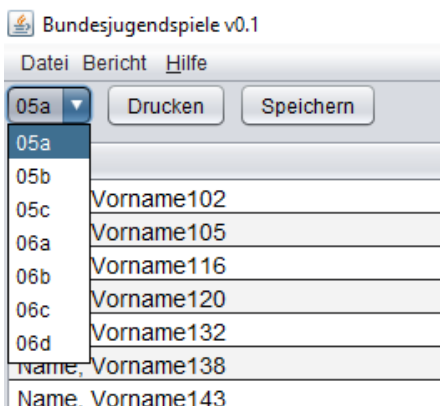 Bundesjugendspiele v0.1
Datei Bericht Hilfe
05a Drucken Speichern
05a
05b
Vorname102
05c
Vorname105
06a
Vorname116
06b
Vorname120
06c
Vorname132
06d
Name, Vorname138
Name, Vorname143